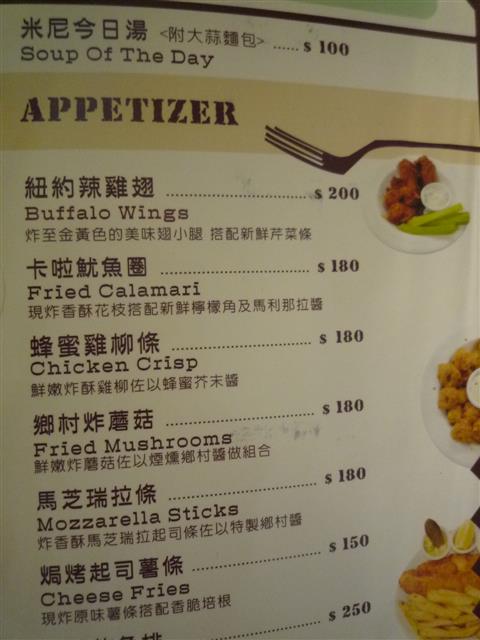 米尼今日湯 <附大蒜麵包> ...... $ 100
Soup Of The Day
APPETIZER
紐約辣雞翅 ........................ $ 200
Buffalo Wings
炸至金黃色的美味翅小腿 搭配新鮮芹菜條
卡啦魷魚圈 ........................ $ 180
Fried Calamari
現炸香酥花枝搭配新鮮檸檬角及馬利那拉醬
蜂蜜雞柳條 ........................ $ 180
Chicken Crisp
鮮嫩炸酥雞柳佐以蜂蜜芥末醬
鄉村炸蘑菇 ........................ $ 180
Fried Mushrooms
鮮嫩炸蘑菇佐以煙燻鄉村醬做組合
馬芝瑞拉條 ........................ $ 180
Mozzarella Sticks
炸香酥馬芝瑞拉起司條佐以特製鄉村醬
焗烤起司薯條 ........................ $ 150
Cheese Fries
現炸原味薯條搭配香脆培根
$ 250